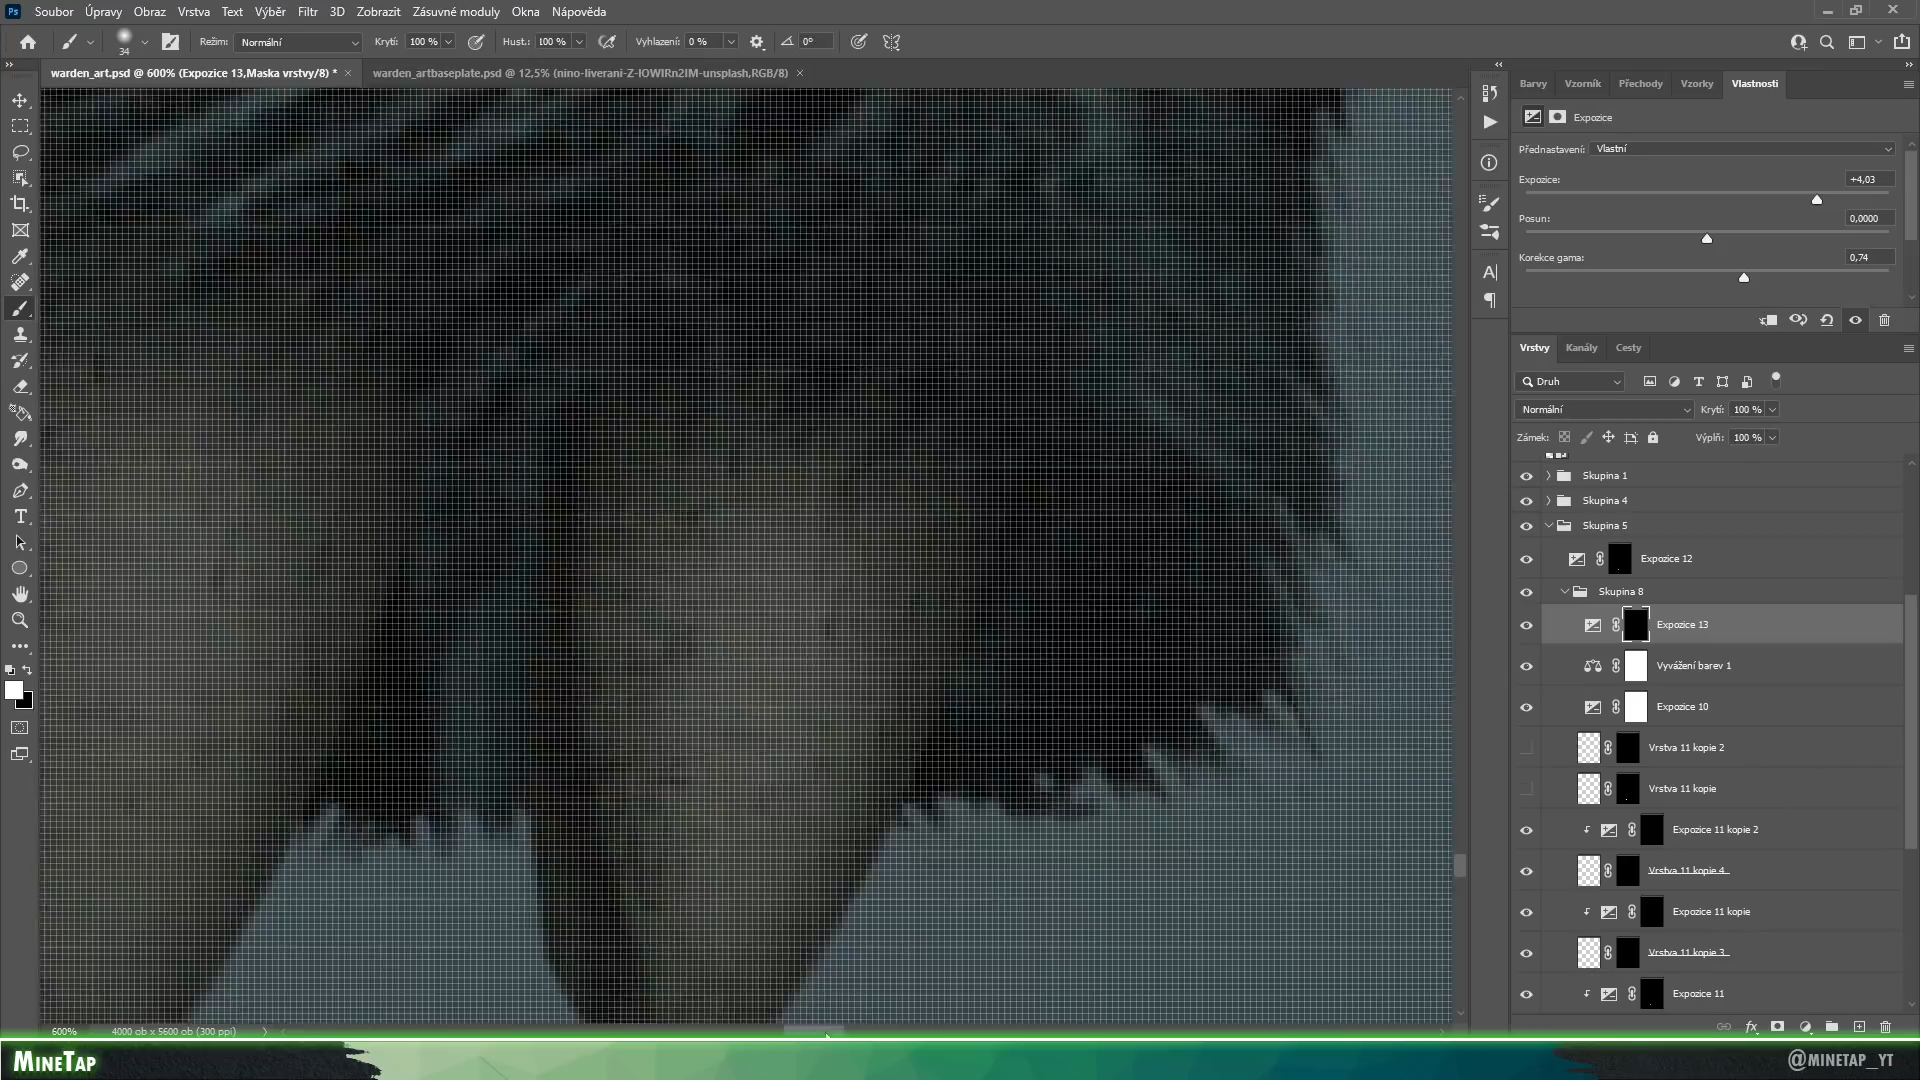 Ps Soubor Úpravy Obraz Vrstva Text Výběr Filtr 3D Zobrazit Zásuvné moduly Okna Nápověda
34 Režim: Normální Krytí: 100 % Hust.: 100 % Vyhlazení: 0 % 0°
warden_art.psd @ 600% (Expozice 13,Maska vrstvy/8) * × warden_artbaseplate.psd @ 12,5% (nino-liverani-Z-IOWIRn2IM-unsplash,RGB/8) ×
Barvy Vzorník Přechody Vzorky Vlastnosti
Expozice
Přednastavení: Vlastní
Expozice: +4,03
Posun: 0,0000
Korekce gama: 0,74
Vrstvy Kanály Cesty
Druh
Normální Krytí: 100 %
Zámek: Výplň: 100 %
Skupina 1
Skupina 4
Skupina 5
Expozice 12
Skupina 8
Expozice 13
Vyvážení barev 1
Expozice 10
Vrstva 11 kopie 2
Vrstva 11 kopie
Expozice 11 kopie 2
Vrstva 11 kopie 4
Expozice 11 kopie
Vrstva 11 kopie 3
Expozice 11
600% 4000 ob x 5600 ob (300 ppi)
MINETAP
@MINETAP_YT